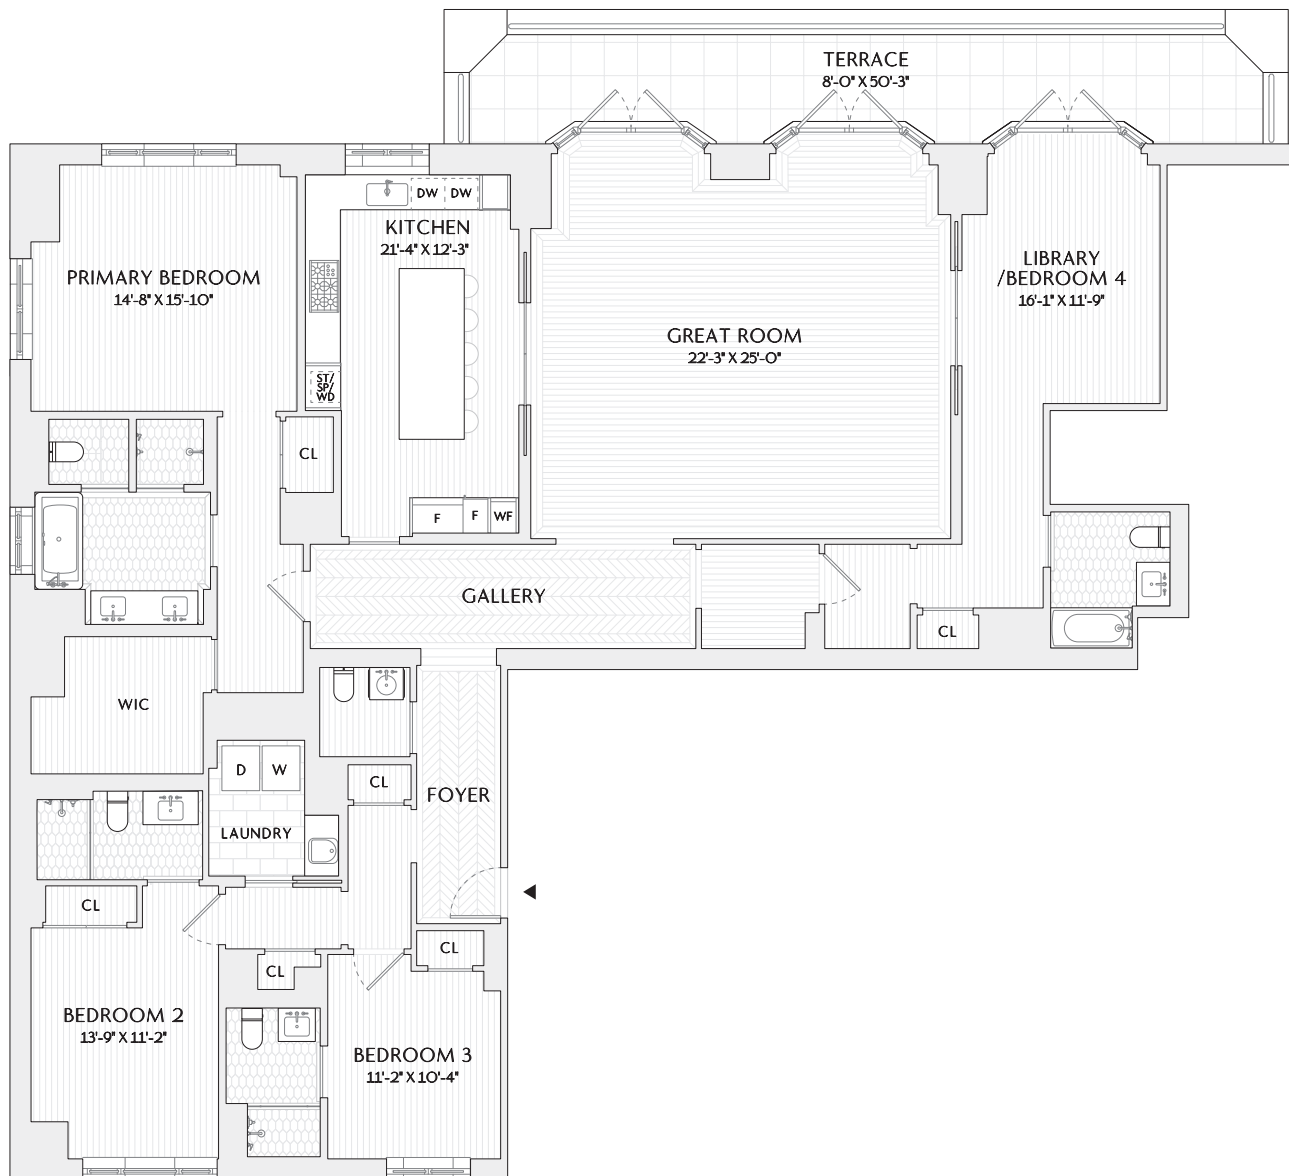 TERRACE
8'-0" X 50'-3"
DW
DW
KITCHEN
21'-4" X 12'-3"
PRIMARY BEDROOM
14'-8" X 15'-10"
LIBRARY
/BEDROOM 4
16'-1" X 11'-9"
GREAT ROOM
22'-3" X 25'-0"
ST/
SP/
WD
CL
F
F
WF
GALLERY
CL
WIC
D
W
CL
FOYER
LAUNDRY
CL
CL
CL
BEDROOM 2
13'-9" X 11'-2"
BEDROOM 3
11'-2" X 10'-4"